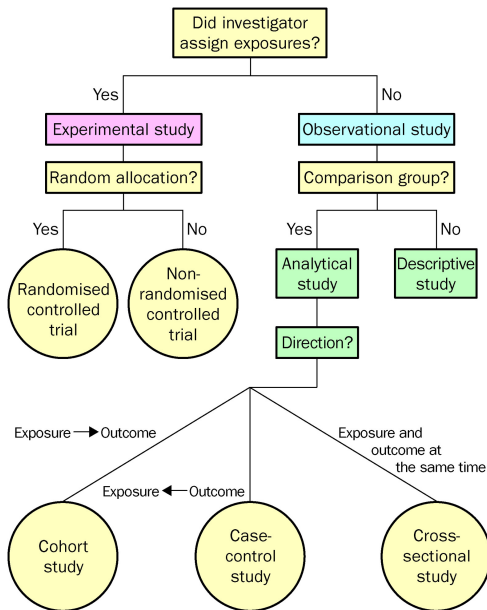 Did investigator
assign exposures?
Yes
No
Experimental study
Observational study
Random allocation?
Comparison group?
Yes
No
Yes
No
Randomised
controlled
trial
Non-
randomised
controlled
trial
Analytical
study
Descriptive
study
Direction?
Exposure → Outcome
Exposure and
outcome at
the same time
Exposure ← Outcome
Cohort
study
Case-
control
study
Cross-
sectional
study